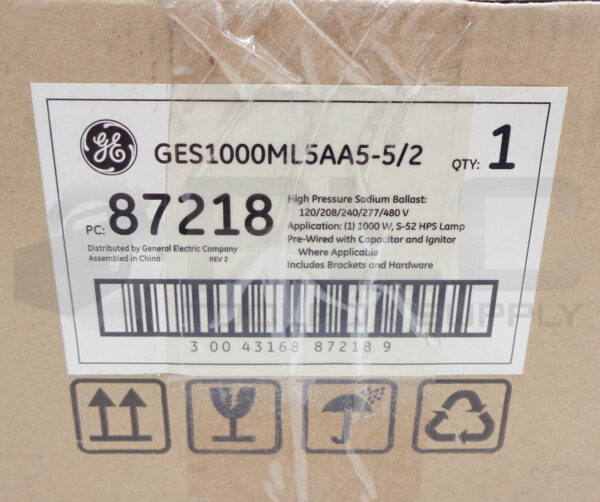 GE
GES1000ML5AA5-5/2
QTY: 1
PC: 87218
High Pressure Sodium Ballast:
120/208/240/277/480 V
Application: (1) 1000 W, S-52 HPS Lamp
Pre-Wired with Capacitor and Ignitor
Where Applicable
Includes Brackets and Hardware
Distributed by General Electric Company
Assembled in China
REV 2
3 00 43168 87218 9